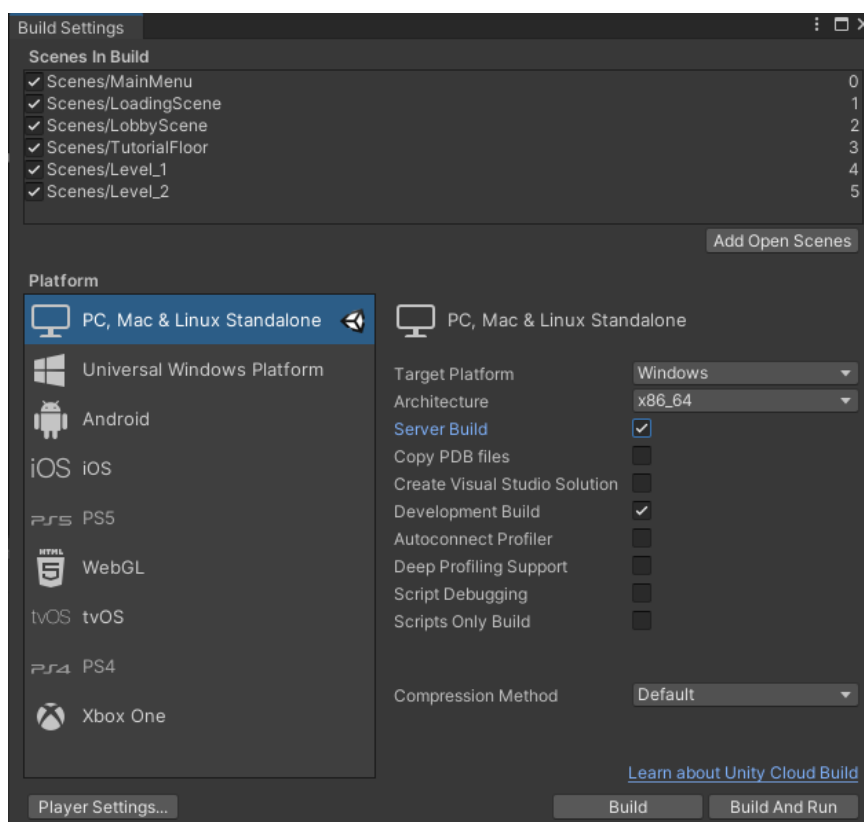 Build Settings
Scenes In Build
Scenes/MainMenu 0
Scenes/LoadingScene 1
Scenes/LobbyScene 2
Scenes/TutorialFloor 3
Scenes/Level_1 4
Scenes/Level_2 5
Add Open Scenes
Platform
PC, Mac & Linux Standalone
Universal Windows Platform
Android
iOS iOS
PS5 PS5
HTML 5 WebGL
tvOS tvOS
PS4 PS4
Xbox One
PC, Mac & Linux Standalone
Target Platform Windows
Architecture x86_64
Server Build
Copy PDB files
Create Visual Studio Solution
Development Build
Autoconnect Profiler
Deep Profiling Support
Script Debugging
Scripts Only Build
Compression Method Default
Learn about Unity Cloud Build
Player Settings... Build Build And Run